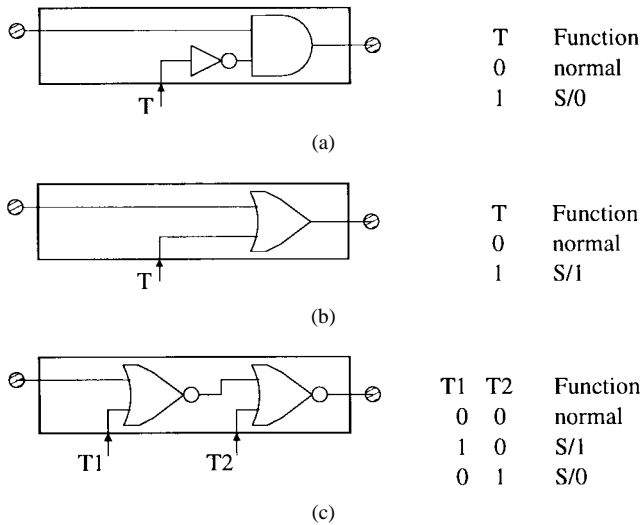 T Function
0 normal
1 S/0
T
(a)
T Function
0 normal
1 S/1
T
(b)
T1 T2 Function
0 0 normal
1 0 S/1
0 1 S/0
T1 T2
(c)